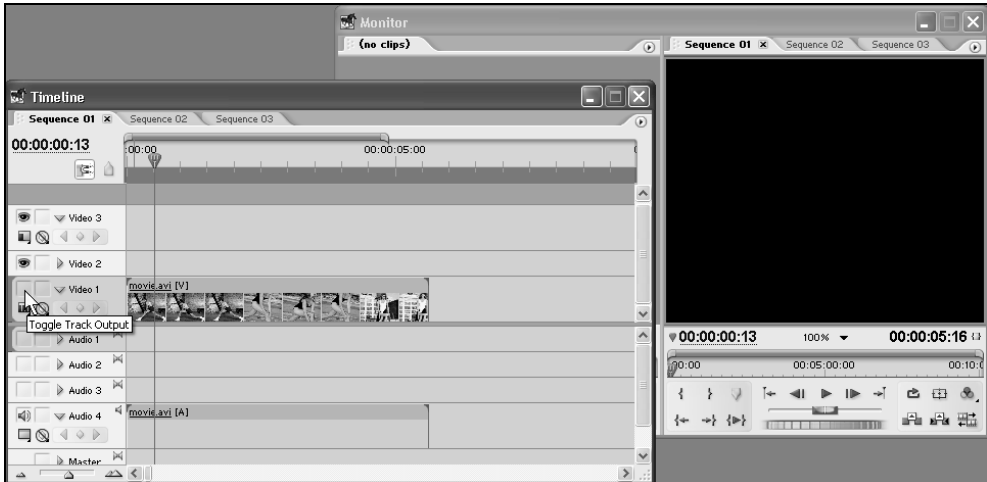 Monitor
(no clips)
Sequence 01 Sequence 02 Sequence 03
Timeline
Sequence 01 Sequence 02 Sequence 03
00:00:00:13
:00:00 00:00:05:00
Video 3
Video 2
Video 1
movie.avi [V]
Toggle Track Output
Audio 1
Audio 2
Audio 3
Audio 4
movie.avi [A]
Master
00:00:00:13 100% 00:00:05:16
00:00 00:05:00:00 00:10:0